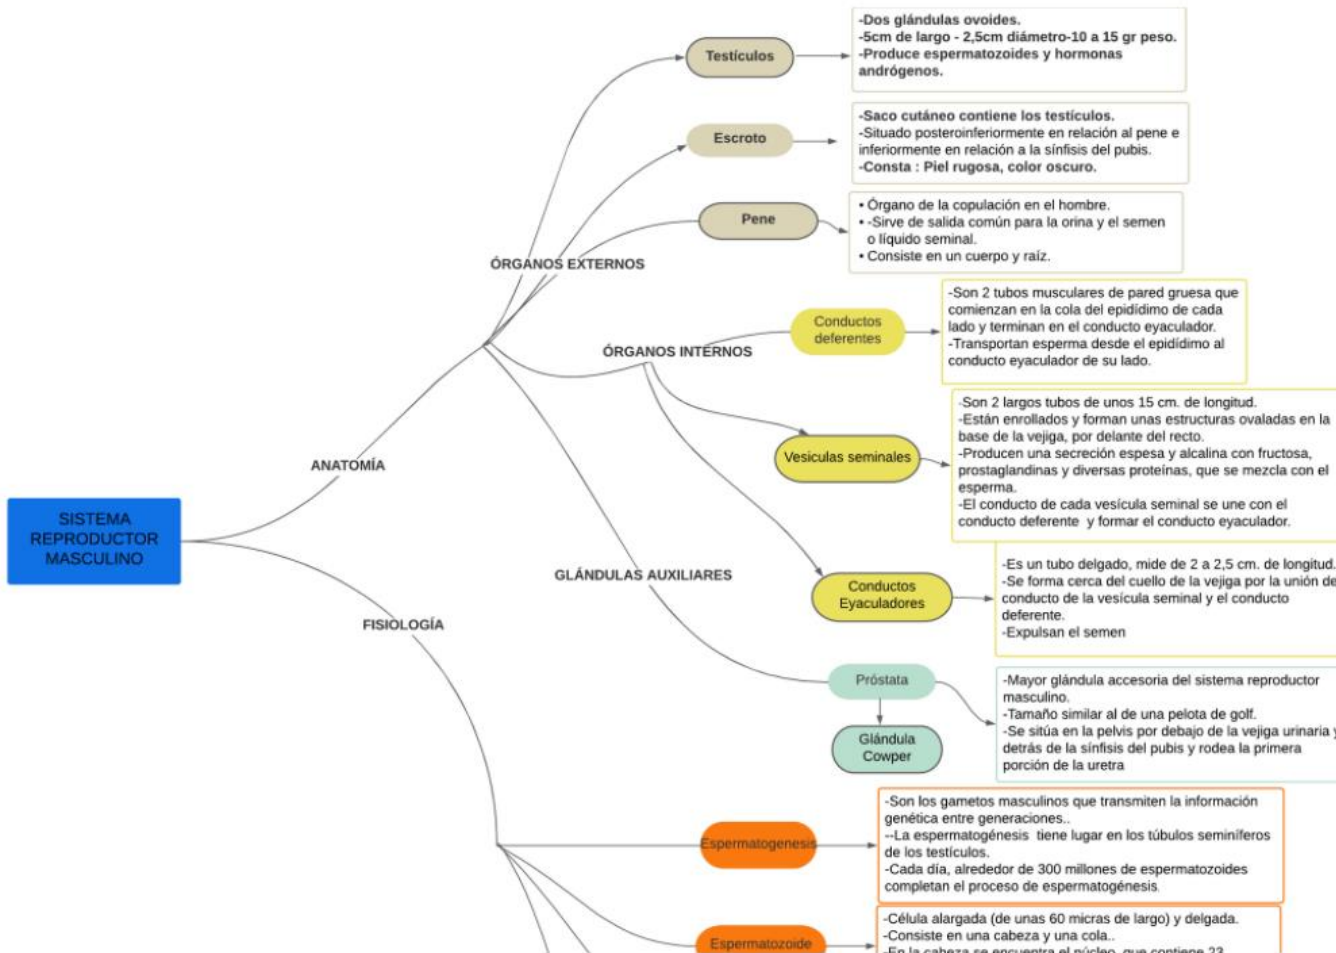 SISTEMA
REPRODUCTOR
MASCULINO
ANATOMÍA
ÓRGANOS EXTERNOS
Testículos
-Dos glándulas ovoides.
-5cm de largo - 2,5cm diámetro-10 a 15 gr peso.
-Produce espermatozoides y hormonas
andrógenos.
Escroto
-Saco cutáneo contiene los testículos.
-Situado posteroinferiormente en relación al pene e
inferiormente en relación a la sínfisis del pubis.
-Consta : Piel rugosa, color oscuro.
Pene
• Órgano de la copulación en el hombre.
• -Sirve de salida común para la orina y el semen
o líquido seminal.
• Consiste en un cuerpo y raíz.
ÓRGANOS INTERNOS
Conductos
deferentes
-Son 2 tubos musculares de pared gruesa que
comienzan en la cola del epidídimo de cada
lado y terminan en el conducto eyaculador.
-Transportan esperma desde el epidídimo al
conducto eyaculador de su lado.
Vesiculas seminales
-Son 2 largos tubos de unos 15 cm. de longitud.
-Están enrollados y forman unas estructuras ovaladas en la
base de la vejiga, por delante del recto.
-Producen una secreción espesa y alcalina con fructosa,
prostaglandinas y diversas proteínas, que se mezcla con el
esperma.
-El conducto de cada vesícula seminal se une con el
conducto deferente y formar el conducto eyaculador.
Conductos
Eyaculadores
-Es un tubo delgado, mide de 2 a 2,5 cm. de longitud.
-Se forma cerca del cuello de la vejiga por la unión de
conducto de la vesícula seminal y el conducto
deferente.
-Expulsan el semen
GLÁNDULAS AUXILIARES
Próstata
-Mayor glándula accesoria del sistema reproductor
masculino.
-Tamaño similar al de una pelota de golf.
-Se sitúa en la pelvis por debajo de la vejiga urinaria y
detrás de la sínfisis del pubis y rodea la primera
porción de la uretra
Glándula
Cowper
FISIOLOGÍA
Espermatogenesis
-Son los gametos masculinos que transmiten la información
genética entre generaciones..
--La espermatogénesis tiene lugar en los túbulos seminíferos
de los testículos.
-Cada día, alrededor de 300 millones de espermatozoides
completan el proceso de espermatogénesis.
Espermatozoide
-Célula alargada (de unas 60 micras de largo) y delgada.
-Consiste en una cabeza y una cola..
-En la cabeza se encuentra el núcleo, que contiene 23